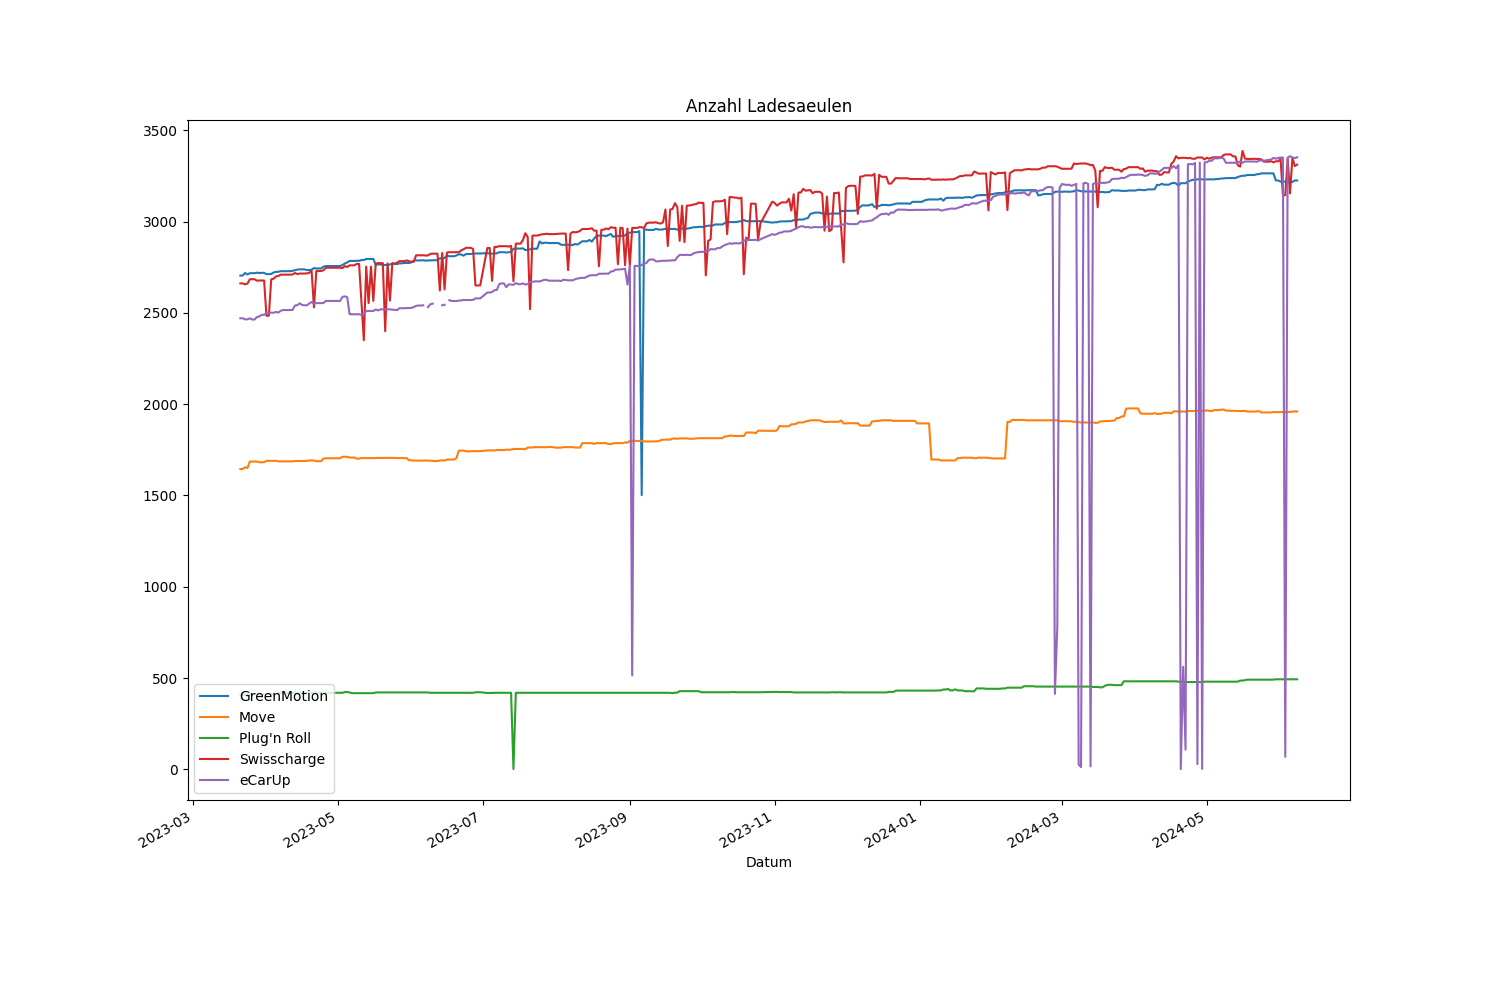 Anzahl Ladesaeulen
3500
3000
2500
2000
1500
1000
500
0
GreenMotion
Move
Plug'n Roll
Swisscharge
eCarUp
2023-03
2023-05
2023-07
2023-09
2023-11
2024-01
2024-03
2024-05
Datum